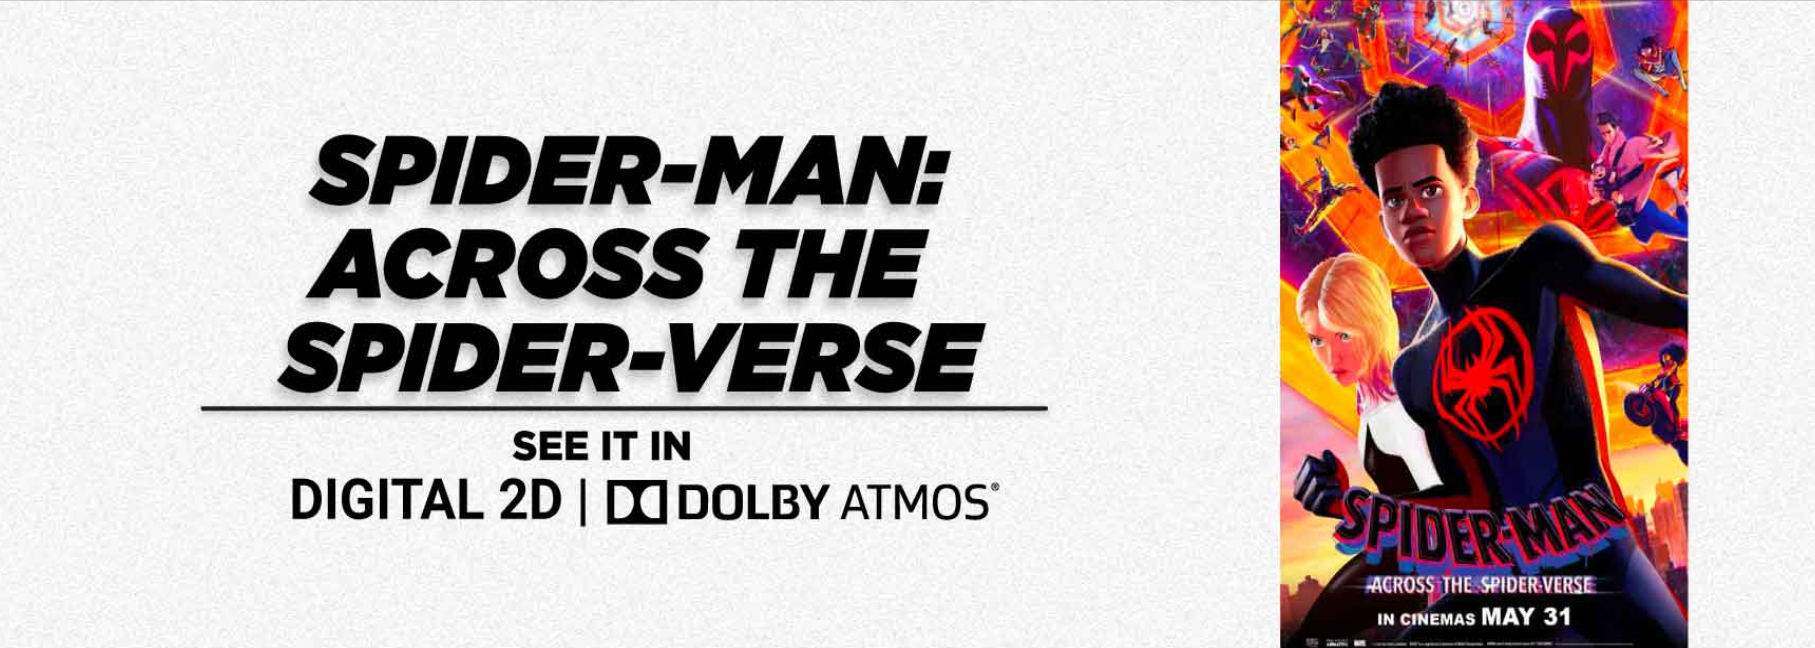 SPIDER-MAN:
ACROSS THE
SPIDER-VERSE
SEE IT IN
DIGITAL 2D | DOLBY ATMOS®
SPIDER-MAN
ACROSS THE SPIDER-VERSE
IN CINEMAS MAY 31